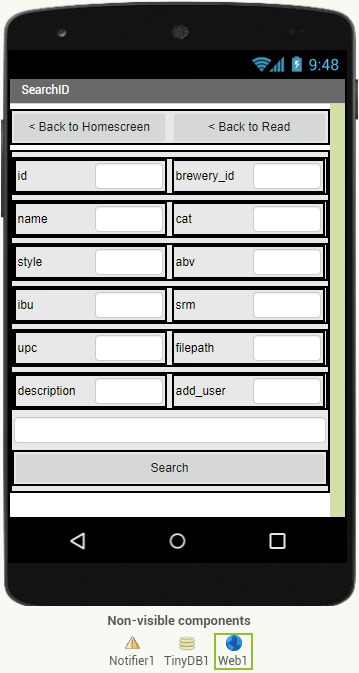 9:48
SearchID
< Back to Homescreen < Back to Read
id brewery_id
name cat
style abv
ibu srm
upc filepath
description add_user
Search
Non-visible components
Notifier1 TinyDB1 Web1